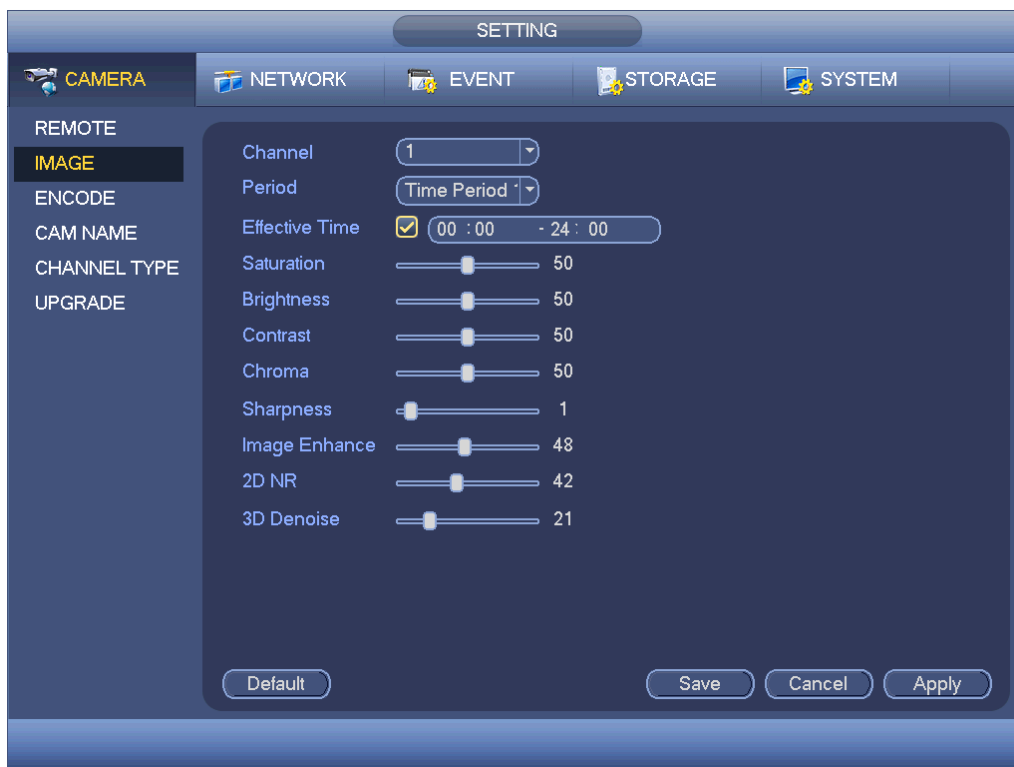 SETTING
CAMERA NETWORK EVENT STORAGE SYSTEM
REMOTE
IMAGE
ENCODE
CAM NAME
CHANNEL TYPE
UPGRADE
Channel 1
Period Time Period
Effective Time 00 :00 - 24 : 00
Saturation 50
Brightness 50
Contrast 50
Chroma 50
Sharpness 1
Image Enhance 48
2D NR 42
3D Denoise 21
Default Save Cancel Apply